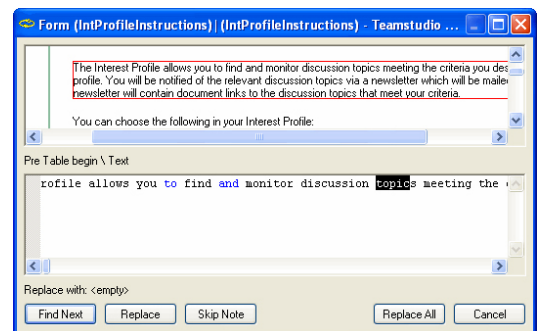 Form (IntProfileInstructions)| (IntProfileInstructions) - Teamstudio ...
The Interest Profile allows you to find and monitor discussion topics meeting the criteria you des
profile. You will be notified of the relevant discussion topics via a newsletter which will be maile
newsletter will contain document links to the discussion topics that meet your criteria.
You can choose the following in your Interest Profile:
Pre Table begin \ Text
rofile allows you to find and monitor discussion topics meeting the
Replace with: <empty>
Find Next Replace Skip Note Replace All Cancel